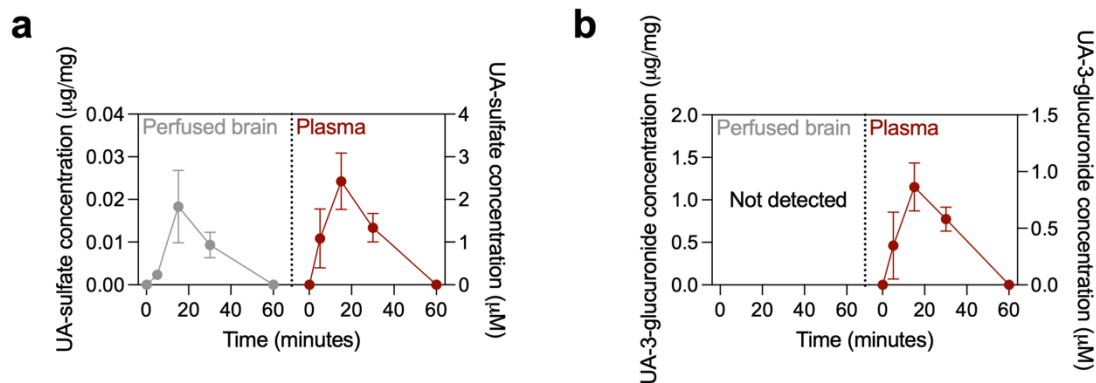 a
UA-sulfate concentration (μg/mg)
0.04
0.03
0.02
0.01
0.00
Perfused brain
Plasma
4
3
2
1
0
UA-sulfate concentration (μM)
0 20 40 60 0 20 40 60
Time (minutes)
b
UA-3-glucuronide concentration (μg/mg)
2.0
1.5
1.0
0.5
0.0
Perfused brain
Not detected
Plasma
1.5
1.0
0.5
0.0
UA-3-glucuronide concentration (μM)
0 20 40 60 0 20 40 60
Time (minutes)